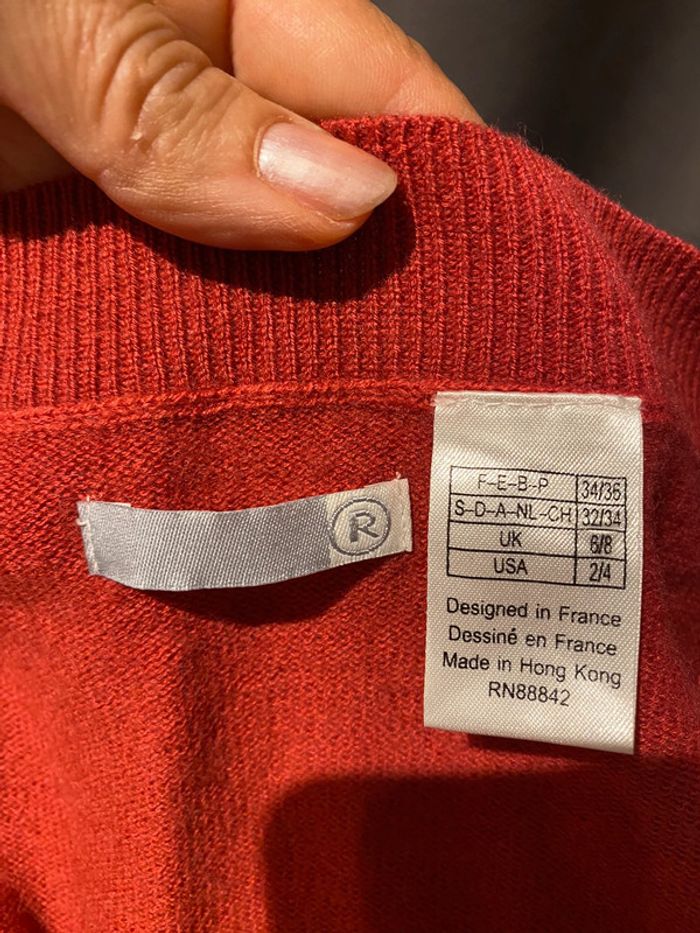 R
F-E-B-P 34/36
S-D-A-NL-CH 32/34
UK 6/8
USA 2/4
Designed in France
Dessiné en France
Made in Hong Kong
RN88842